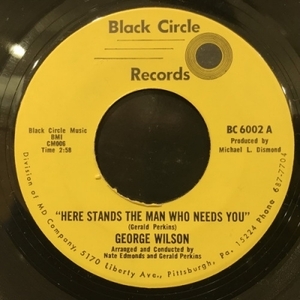 Black Circle
Records
Black Circle Music
BMI
CM006
Time 2:58
BC 6002 A
Produced by
Michael L. Dismond
"HERE STANDS THE MAN WHO NEEDS YOU"
(Gerald Perkins)
GEORGE WILSON
Arranged and Conducted by
Nate Edmonds and Gerald Perkins
Division of MD Company, 5170 Liberty Ave., Pittsburgh, Pa. 15224 Phone 687-7704